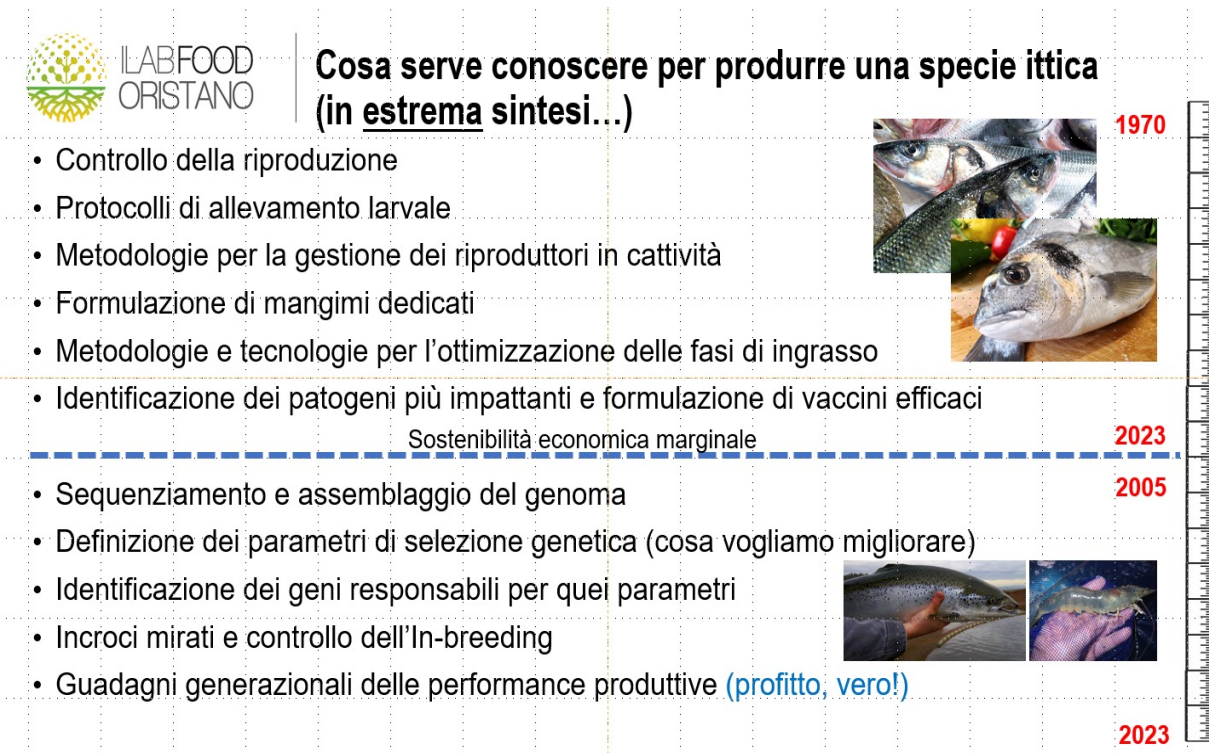 ILABFOOD
ORISTANO
Cosa serve conoscere per produrre una specie ittica
(in estrema sintesi…)
1970
• Controllo della riproduzione
• Protocolli di allevamento larvale
• Metodologie per la gestione dei riproduttori in cattività
• Formulazione di mangimi dedicati
• Metodologie e tecnologie per l’ottimizzazione delle fasi di ingrasso
• Identificazione dei patogeni più impattanti e formulazione di vaccini efficaci
Sostenibilità economica marginale
2023
2005
• Sequenziamento e assemblaggio del genoma
• Definizione dei parametri di selezione genetica (cosa vogliamo migliorare)
• Identificazione dei geni responsabili per quei parametri
• Incroci mirati e controllo dell’In-breeding
• Guadagni generazionali delle performance produttive (profitto, vero!)
2023